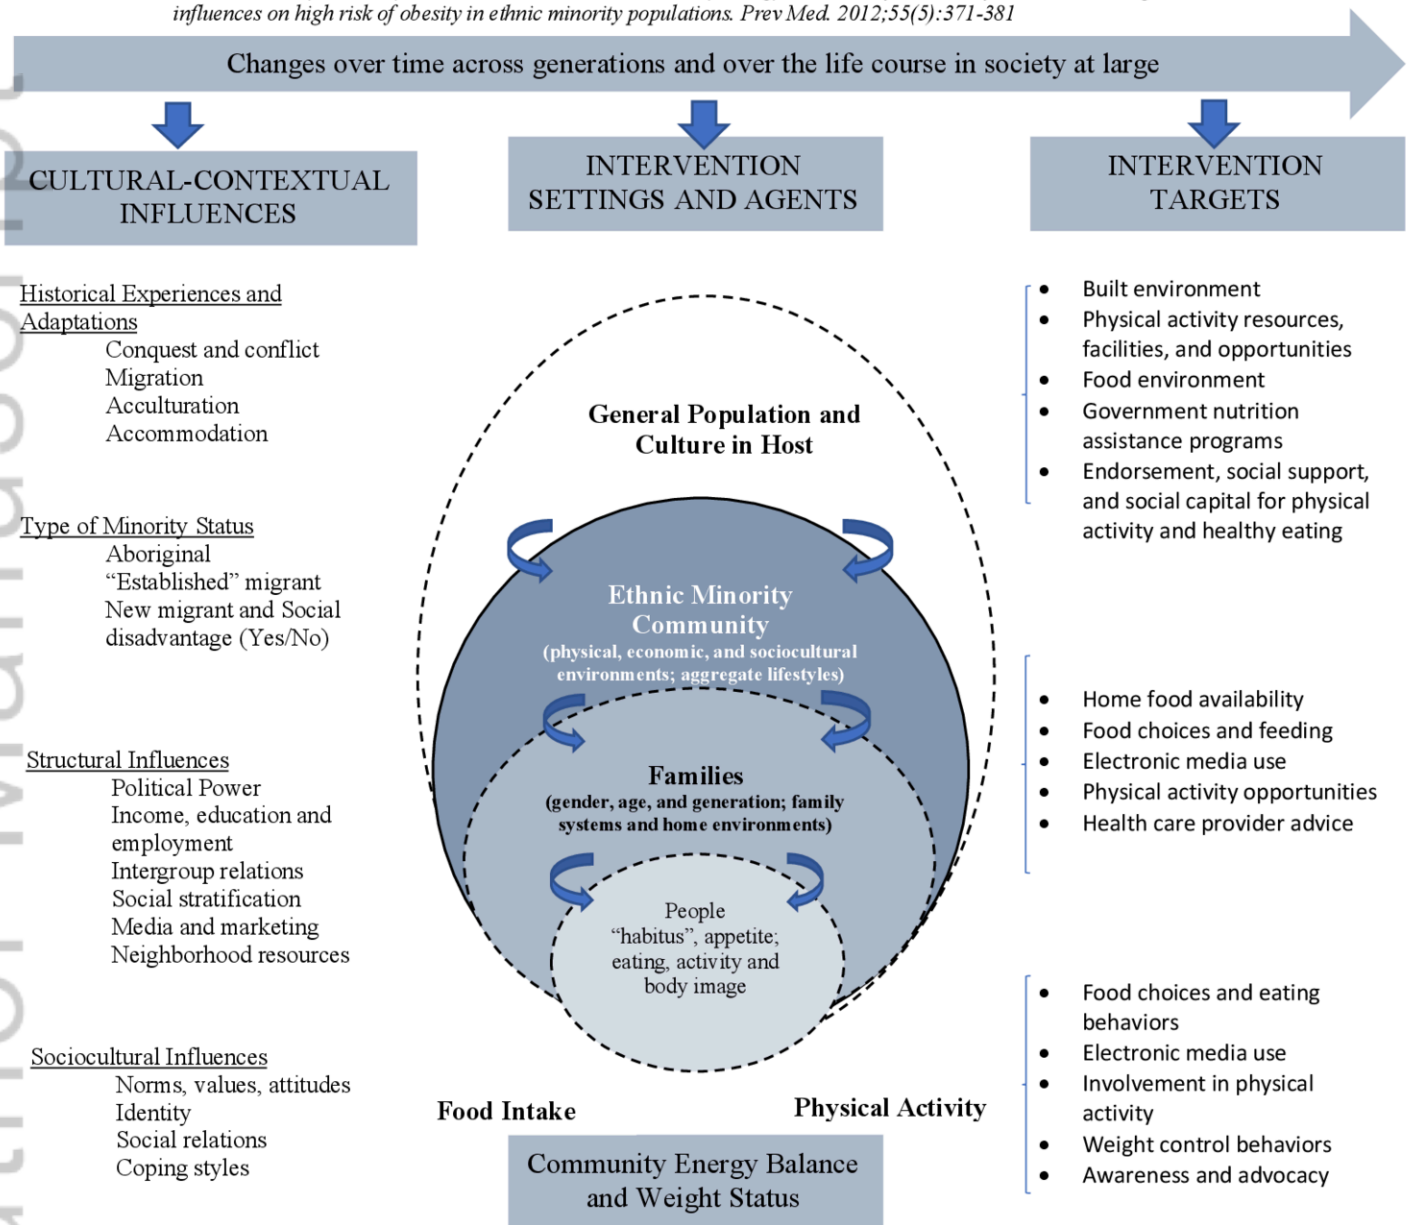 influences on high risk of obesity in ethnic minority populations. Prev Med. 2012;55(5):371-381
Changes over time across generations and over the life course in society at large
CULTURAL-CONTEXTUAL
INFLUENCES
Historical Experiences and
Adaptations
Conquest and conflict
Migration
Acculturation
Accommodation
Type of Minority Status
Aboriginal
“Established” migrant
New migrant and Social
disadvantage (Yes/No)
Structural Influences
Political Power
Income, education and
employment
Intergroup relations
Social stratification
Media and marketing
Neighborhood resources
Sociocultural Influences
Norms, values, attitudes
Identity
Social relations
Coping styles
INTERVENTION
SETTINGS AND AGENTS
General Population and
Culture in Host
Ethnic Minority
Community
(physical, economic, and sociocultural
environments; aggregate lifestyles)
Families
(gender, age, and generation; family
systems and home environments)
People
“habitus”, appetite;
eating, activity and
body image
Food Intake
Physical Activity
Community Energy Balance
and Weight Status
INTERVENTION
TARGETS
• Built environment
• Physical activity resources,
facilities, and opportunities
• Food environment
• Government nutrition
assistance programs
• Endorsement, social support,
and social capital for physical
activity and healthy eating
• Home food availability
• Food choices and feeding
• Electronic media use
• Physical activity opportunities
• Health care provider advice
• Food choices and eating
behaviors
• Electronic media use
• Involvement in physical
activity
• Weight control behaviors
• Awareness and advocacy